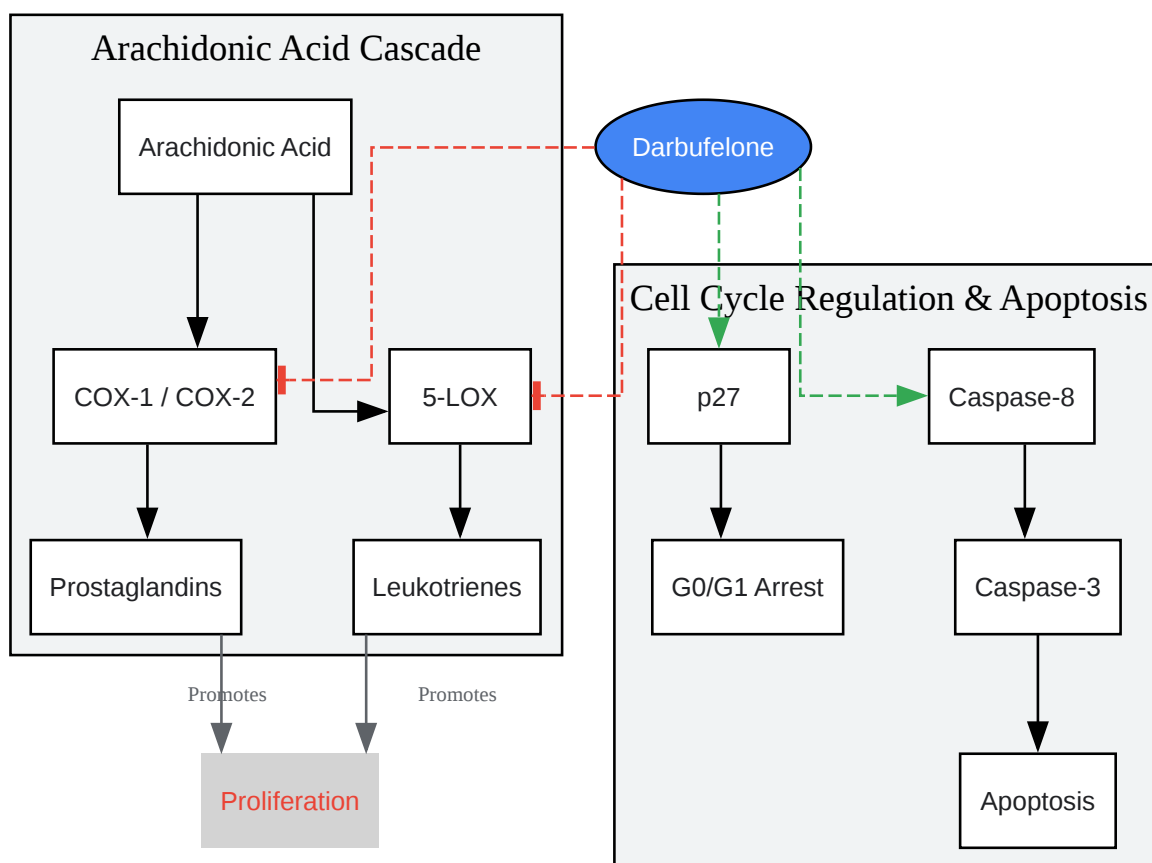 Arachidonic Acid Cascade
Arachidonic Acid
Darbufelone
Cell Cycle Regulation & Apoptosis
COX-1 / COX-2
5-LOX
p27
Caspase-8
Prostaglandins
Leukotrienes
G0/G1 Arrest
Caspase-3
Promotes
Promotes
Proliferation
Apoptosis